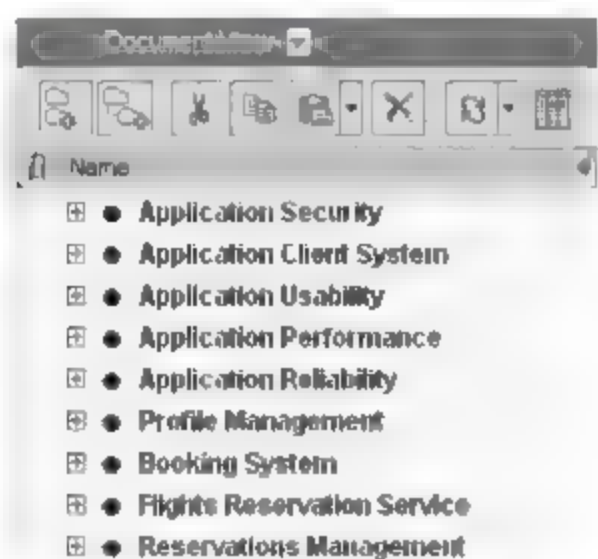 Name
Application Security
Application Client System
Application Usability
Application Performance
Application Reliability
Profile Management
Booking System
Flights Reservation Service
Reservations Management